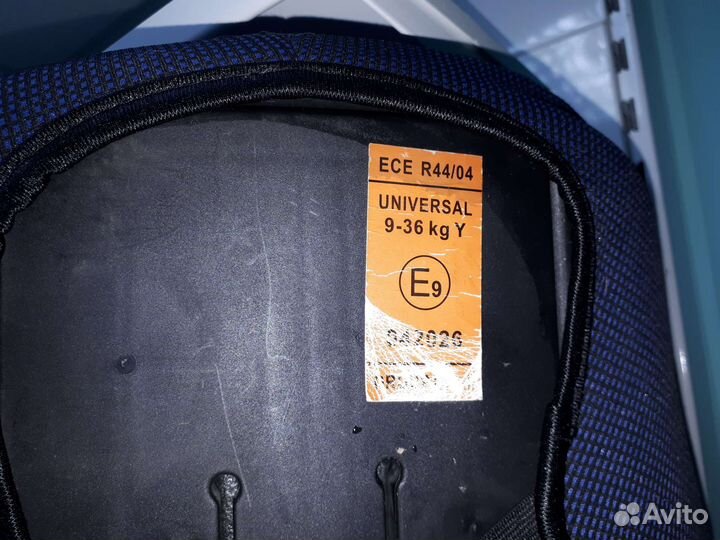 ECE R44/04
UNIVERSAL
9-36 kg Y
E9
042026
Avito